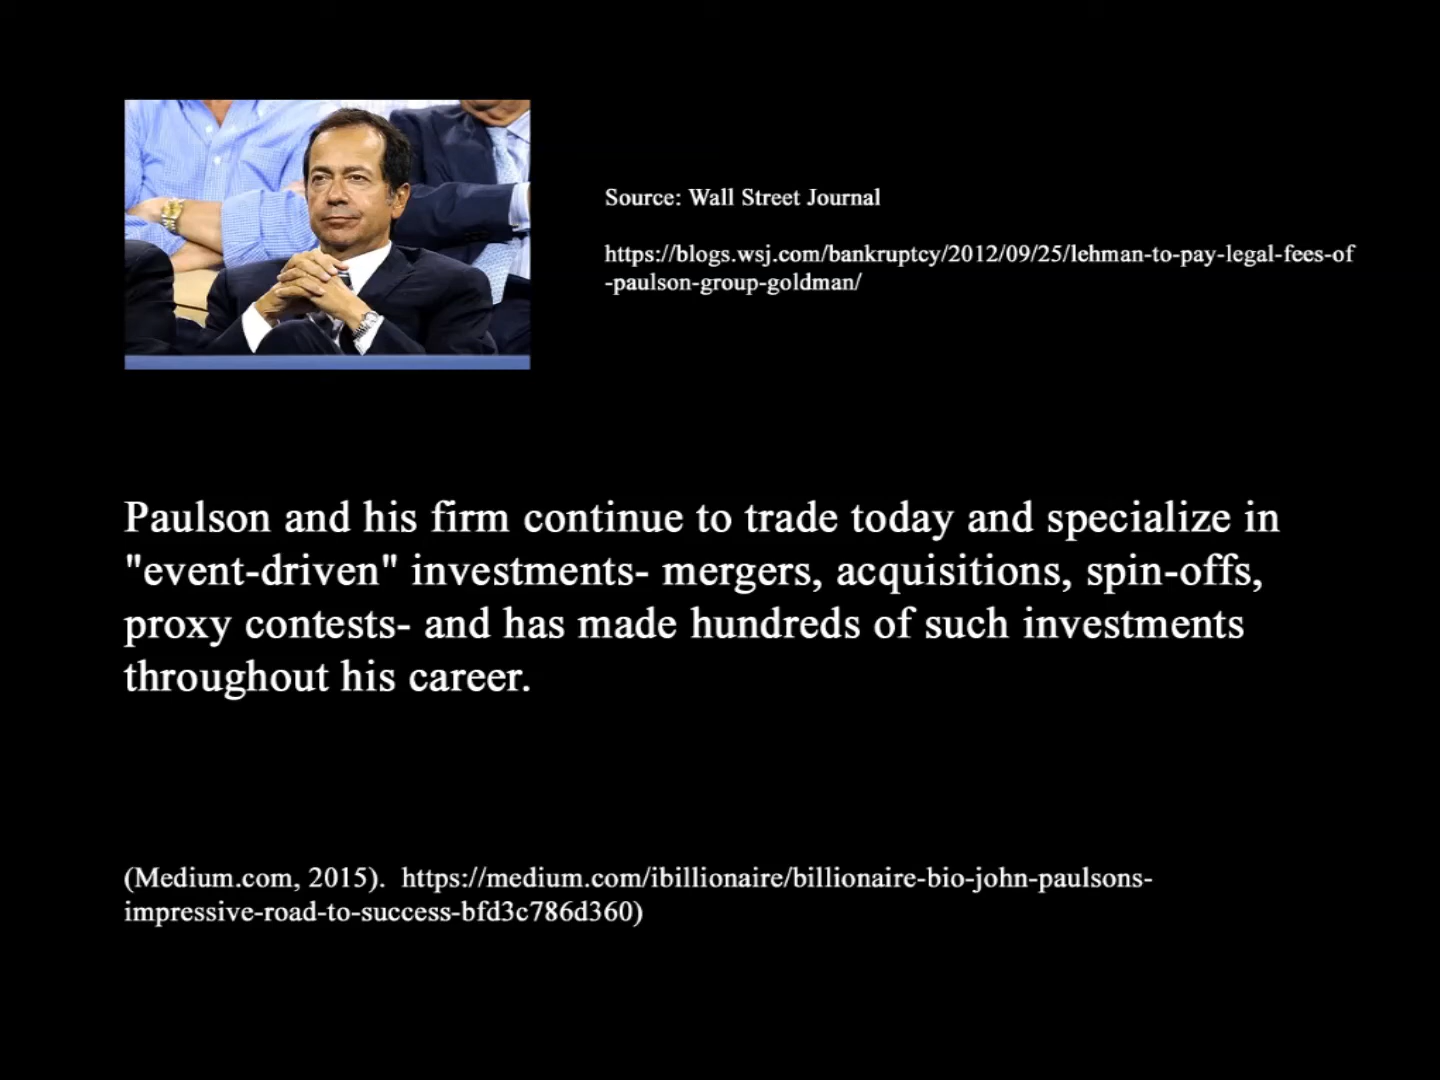 Source: Wall Street Journal
https://blogs.wsj.com/bankruptcy/2012/09/25/lehman-to-pay-legal-fees-of
-paulson-group-goldman/
Paulson and his firm continue to trade today and specialize in
"event-driven" investments- mergers, acquisitions, spin-offs,
proxy contests- and has made hundreds of such investments
throughout his career.
(Medium.com, 2015).  https://medium.com/ibillionaire/billionaire-bio-john-paulsons-
impressive-road-to-success-bfd3c786d360)